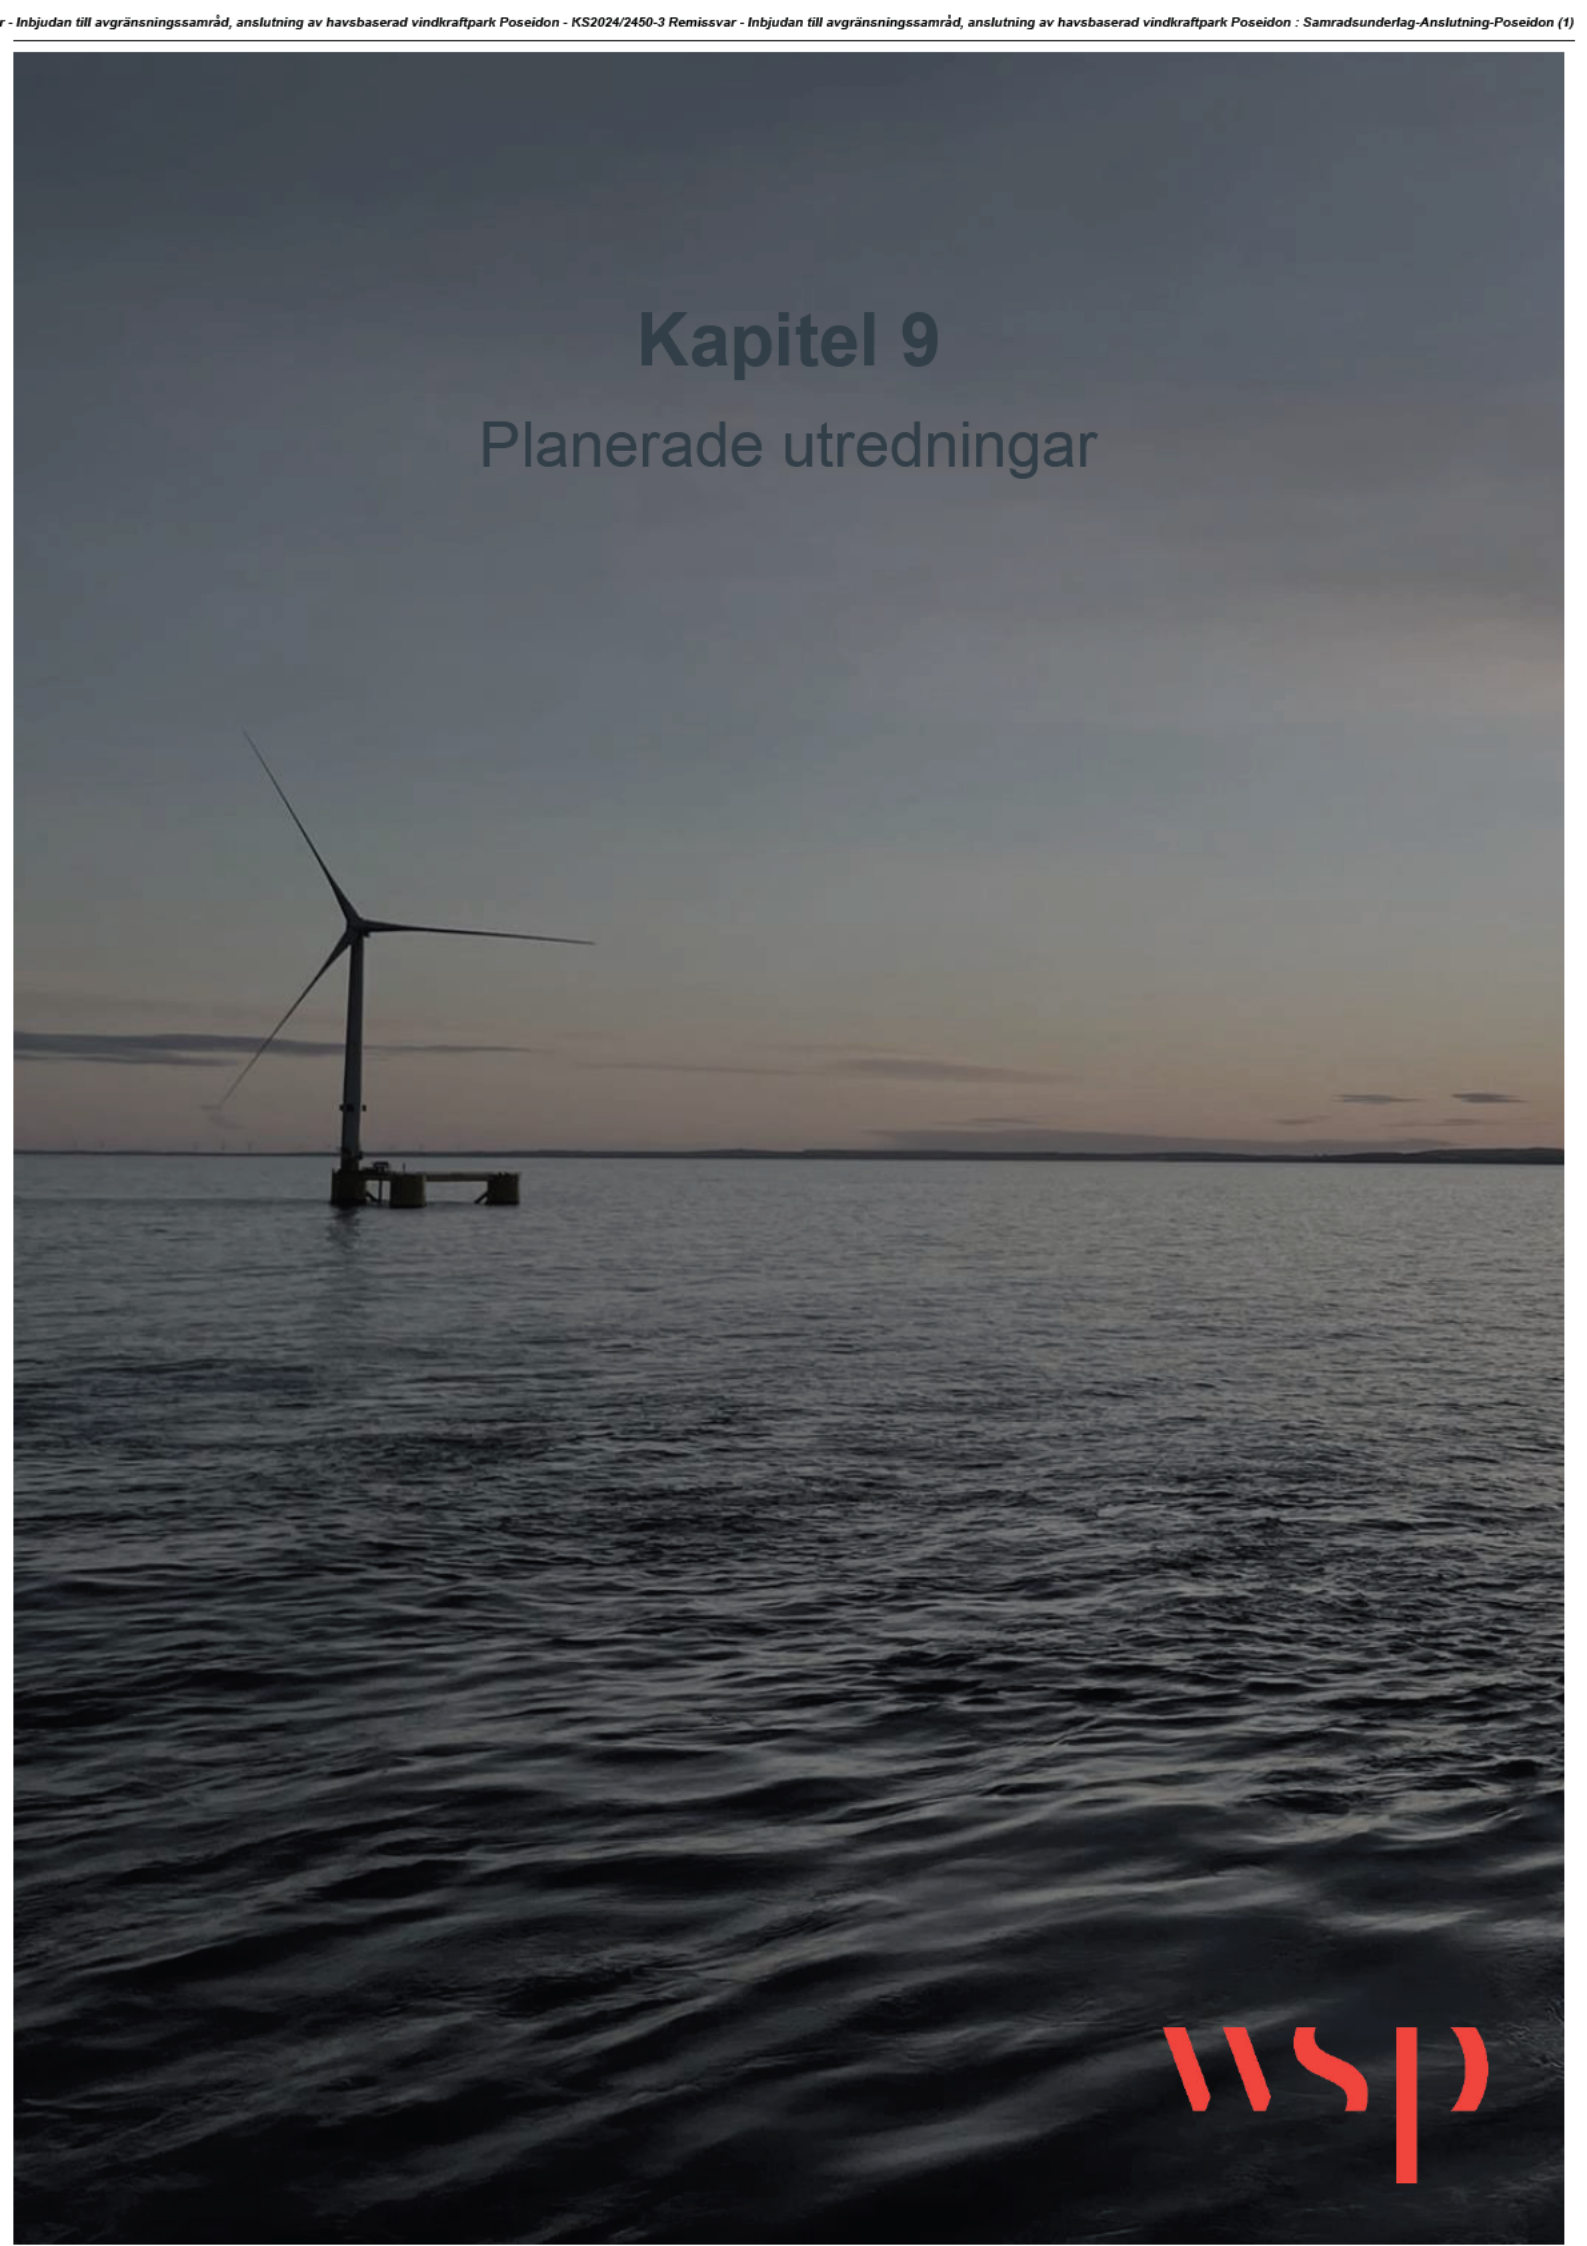 r - Inbjudan till avgränsningssamråd, anslutning av havsbaserad vindkraftpark Poseidon - KS2024/2450-3 Remissvar - Inbjudan till avgränsningssamråd, anslutning av havsbaserad vindkraftpark Poseidon : Samradsunderlag-Anslutning-Poseidon (1)
Kapitel 9
Planerade utredningar
wsp